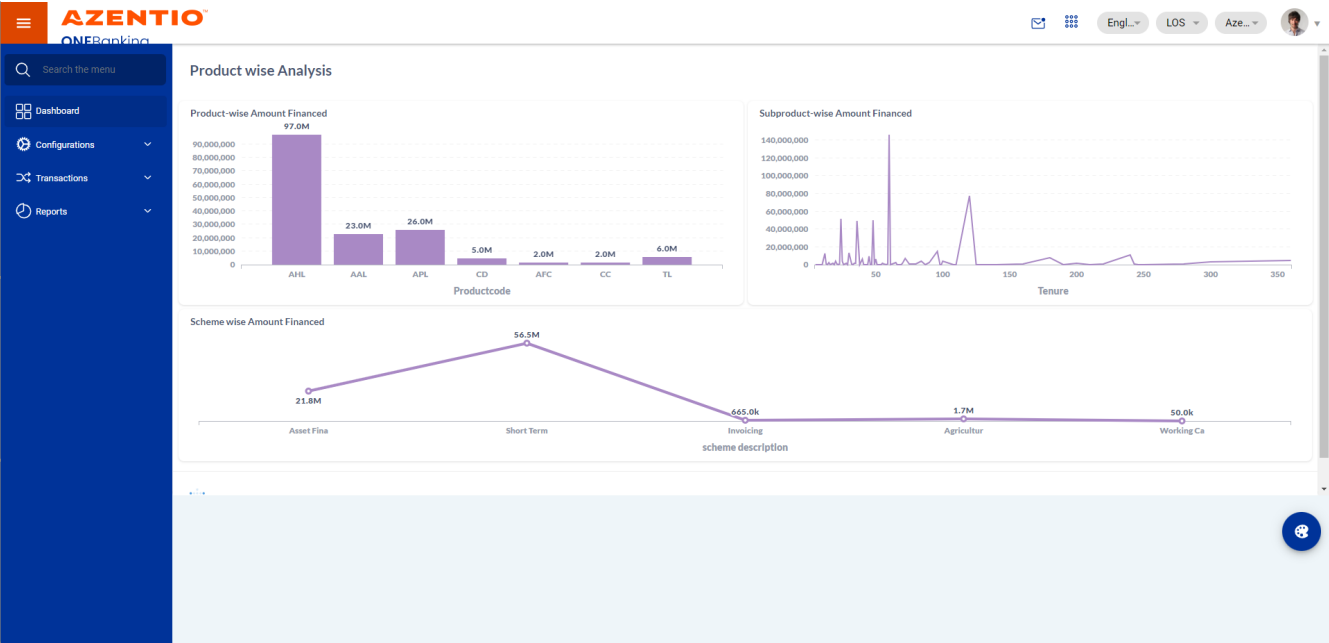 AZENTIO™
ONEBanking
Engl...
LOS
Aze...
Search the menu
Dashboard
Configurations
Transactions
Reports
Product wise Analysis
Product-wise Amount Financed
97.0M
90,000,000
80,000,000
70,000,000
60,000,000
50,000,000
40,000,000
30,000,000
20,000,000
10,000,000
0
23.0M
26.0M
5.0M
2.0M
2.0M
6.0M
AHL
AAL
APL
CD
AFC
CC
TL
Productcode
Subproduct-wise Amount Financed
140,000,000
120,000,000
100,000,000
80,000,000
60,000,000
40,000,000
20,000,000
0
50
100
150
200
250
300
350
Tenure
Scheme wise Amount Financed
21.8M
56.5M
665.0k
1.7M
50.0k
Asset Fina
Short Term
Invoicing
Agricultur
Working Ca
scheme description